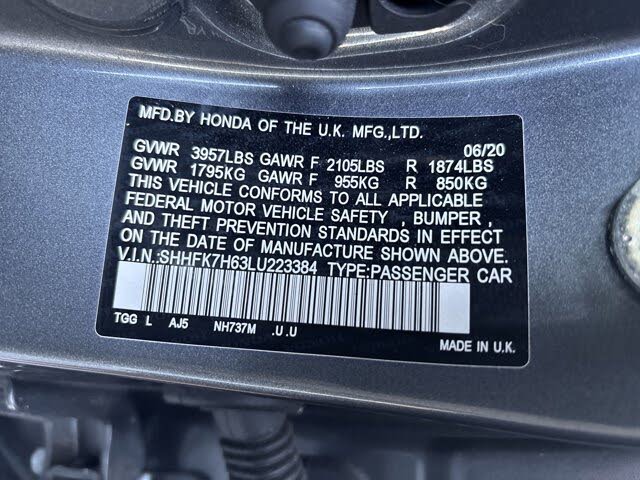 MFD.BY HONDA OF THE U.K. MFG.,LTD.
06/20
GVWR 3957LBS GAWR F 2105LBS R 1874LBS
GVWR 1795KG GAWR F 955KG R 850KG
THIS VEHICLE CONFORMS TO ALL APPLICABLE
FEDERAL MOTOR VEHICLE SAFETY , BUMPER ,
AND THEFT PREVENTION STANDARDS IN EFFECT
ON THE DATE OF MANUFACTURE SHOWN ABOVE.
V.I.N.:SHHFK7H63LU223384 TYPE:PASSENGER CAR
TGG L AJ5 NH737M .U.U
MADE IN U.K.